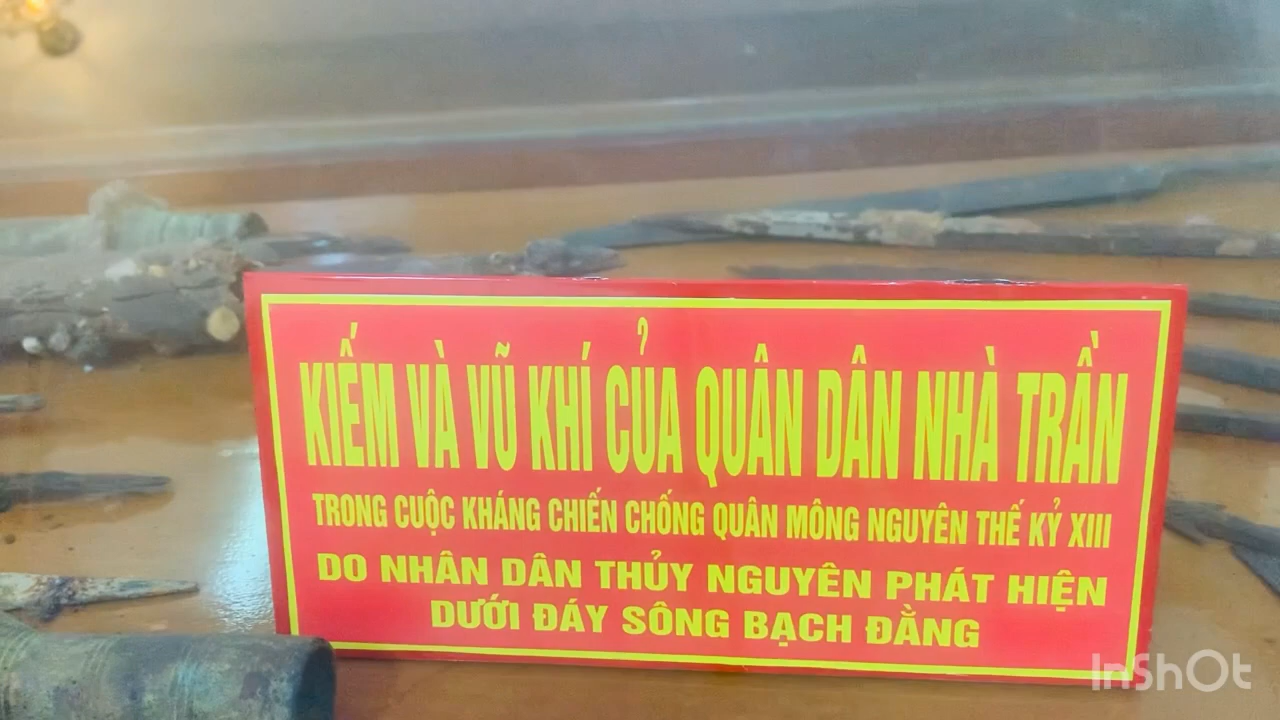 KIẾM VÀ VŨ KHÍ CỦA QUÂN DÂN NHÀ TRẦN
TRONG CUỘC KHÁNG CHIẾN CHỐNG QUÂN MÔNG NGUYÊN THẾ KỶ XIII
DO NHÂN DÂN THỦY NGUYÊN PHÁT HIỆN
DƯỚI ĐÁY SÔNG BẠCH ĐẰNG
InShOt